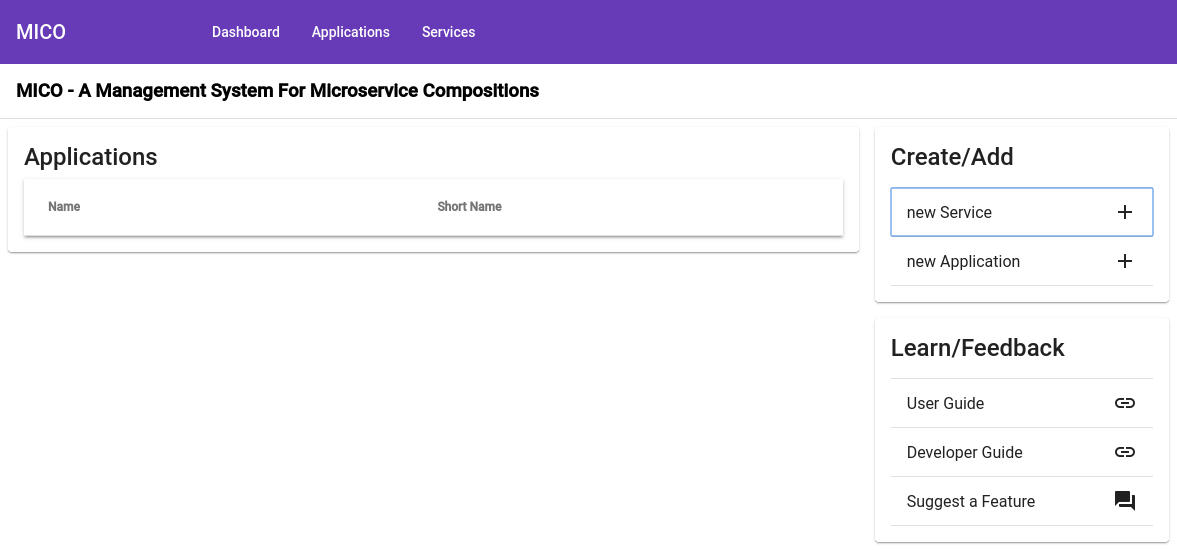 MICO Dashboard Applications Services
MICO - A Management System For Microservice Compositions
Applications
Name Short Name
Create/Add
new Service
new Application
Learn/Feedback
User Guide
Developer Guide
Suggest a Feature